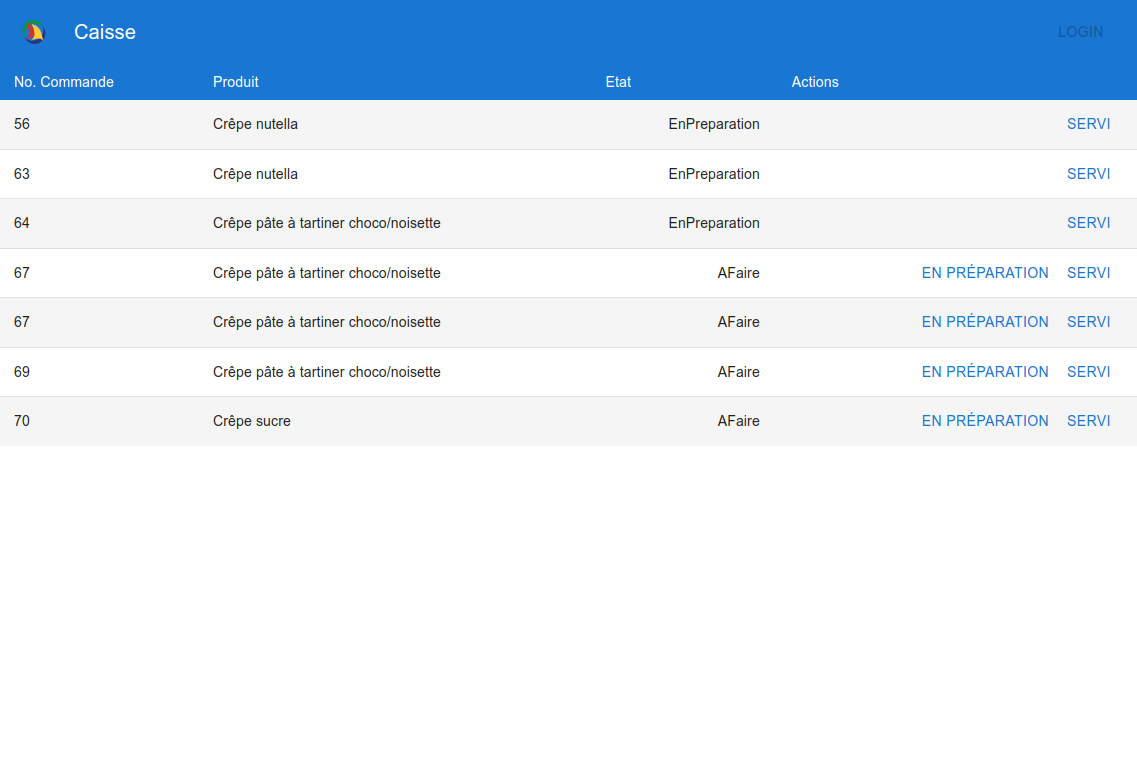 Caisse LOGIN
No. Commande Produit Etat Actions
56 Crêpe nutella EnPreparation SERVI
63 Crêpe nutella EnPreparation SERVI
64 Crêpe pâte à tartiner choco/noisette EnPreparation SERVI
67 Crêpe pâte à tartiner choco/noisette AFaire EN PRÉPARATION SERVI
67 Crêpe pâte à tartiner choco/noisette AFaire EN PRÉPARATION SERVI
69 Crêpe pâte à tartiner choco/noisette AFaire EN PRÉPARATION SERVI
70 Crêpe sucre AFaire EN PRÉPARATION SERVI